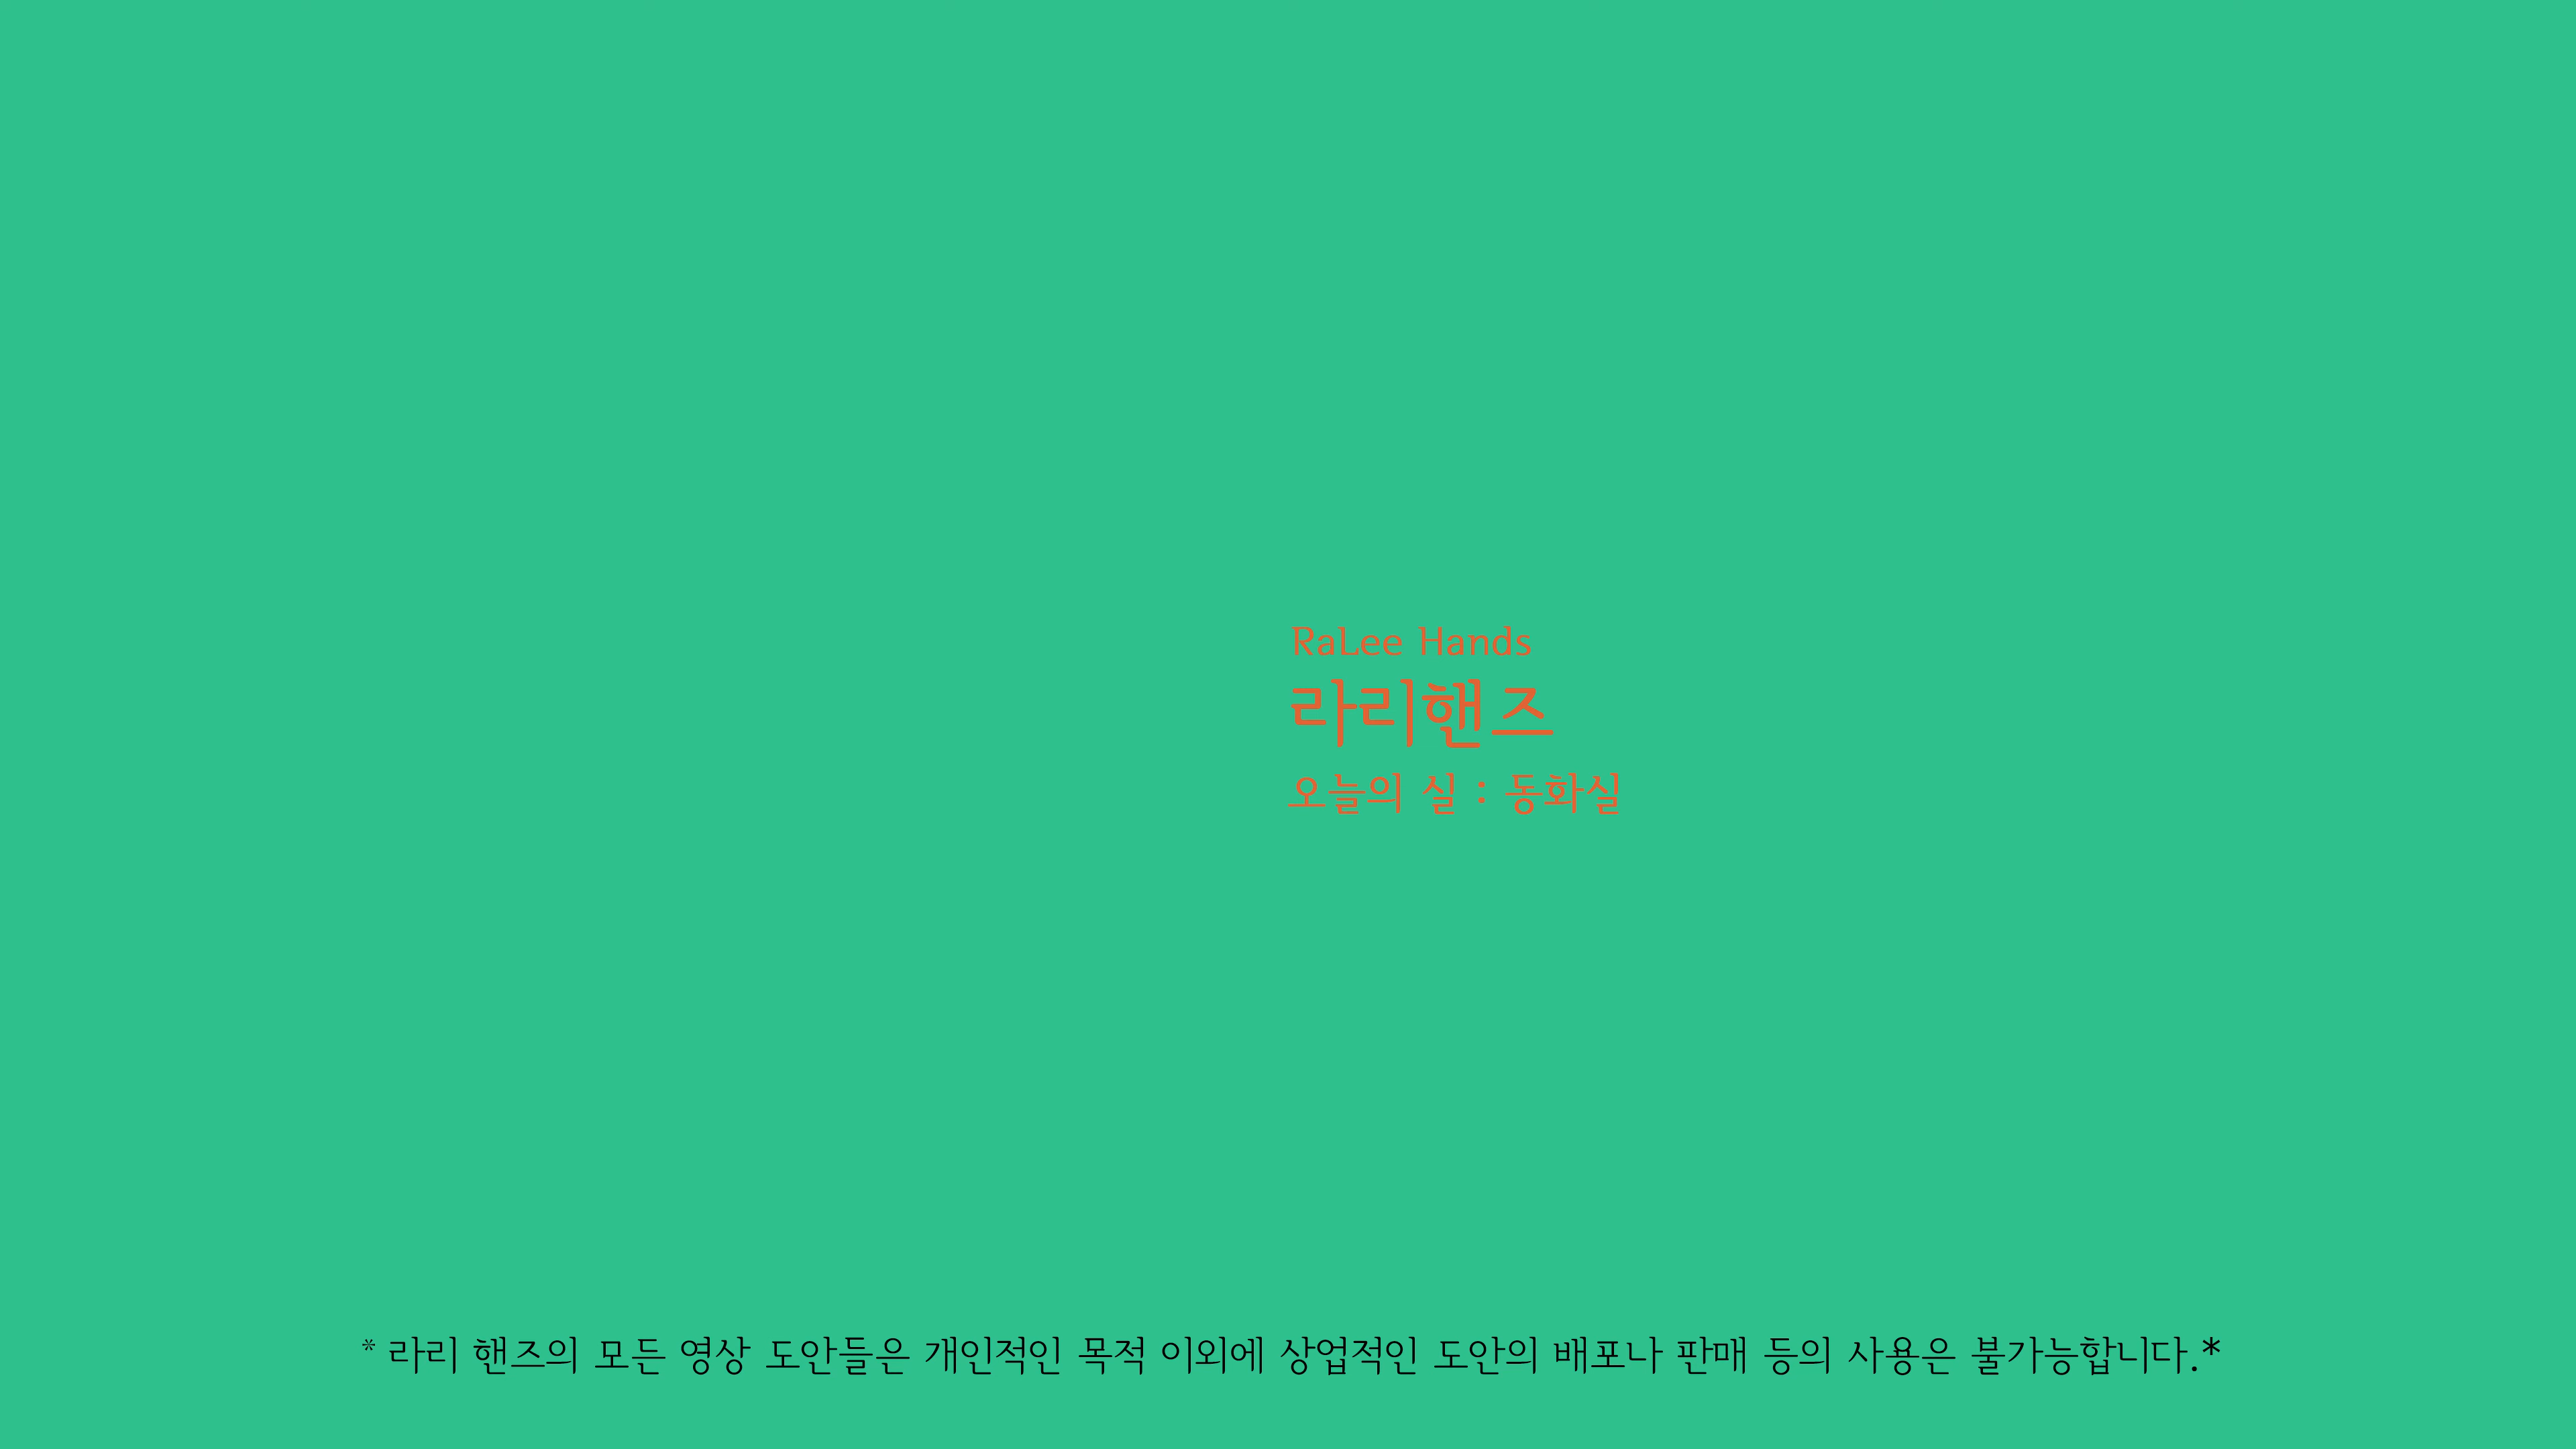 RaLee Hands
라리핸즈
오늘의 실 : 동화실
* 라리 핸즈의 모든 영상 도안들은 개인적인 목적 이외에 상업적인 도안의 배포나 판매 등의 사용은 불가능합니다.*